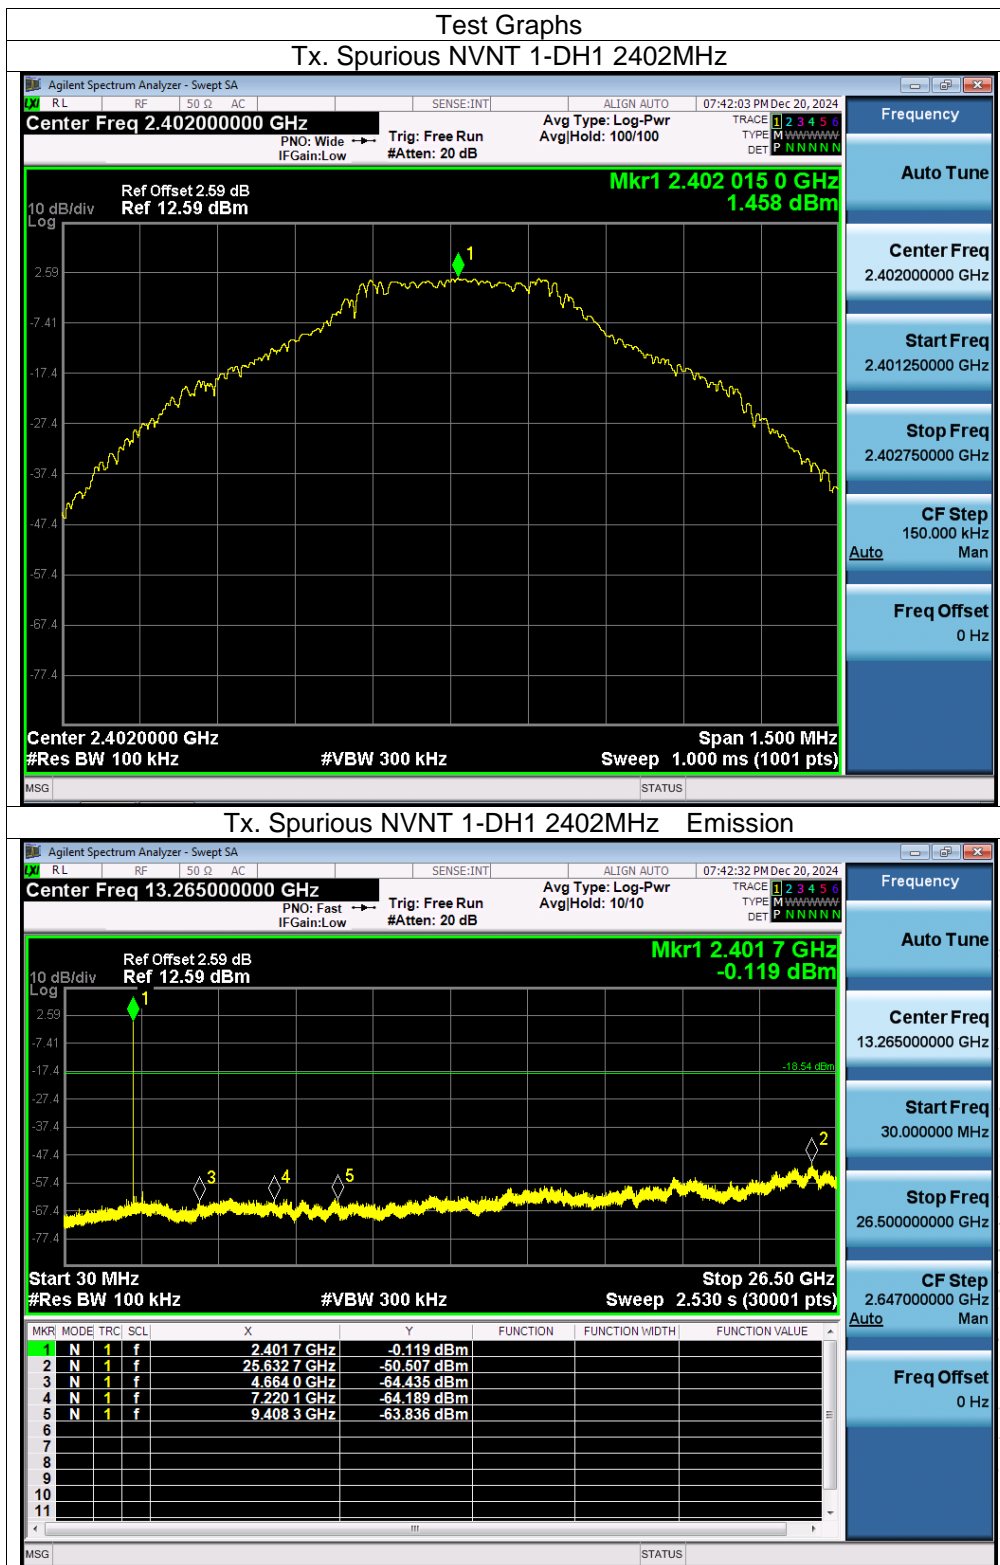 Test Graphs
Tx. Spurious NVNT 1-DH1 2402MHz
Agilent Spectrum Analyzer - Swept SA
LXI RL RF 50 Ω AC SENSE:INT ALIGN AUTO 07:42:03 PM Dec 20, 2024
Center Freq 2.402000000 GHz
PNO: Wide
IFGain:Low
Trig: Free Run
#Atten: 20 dB
Avg Type: Log-Pwr
Avg|Hold: 100/100
TRACE 1 2 3 4 5 6
TYPE M WWWWW
DET P N N N N N
Mkr1 2.402 015 0 GHz
1.458 dBm
Ref Offset 2.59 dB
10 dB/div Ref 12.59 dBm
Log
1
2.59
-7.41
-17.4
-27.4
-37.4
-47.4
-57.4
-67.4
-77.4
Center 2.4020000 GHz Span 1.500 MHz
#Res BW 100 kHz #VBW 300 kHz Sweep 1.000 ms (1001 pts)
MSG STATUS
Frequency
Auto Tune
Center Freq
2.402000000 GHz
Start Freq
2.401250000 GHz
Stop Freq
2.402750000 GHz
CF Step
150.000 kHz
Auto Man
Freq Offset
0 Hz
Tx. Spurious NVNT 1-DH1 2402MHz Emission
Agilent Spectrum Analyzer - Swept SA
LXI RL RF 50 Ω AC SENSE:INT ALIGN AUTO 07:42:32 PM Dec 20, 2024
Center Freq 13.265000000 GHz
PNO: Fast
IFGain:Low
Trig: Free Run
#Atten: 20 dB
Avg Type: Log-Pwr
Avg|Hold: 10/10
TRACE 1 2 3 4 5 6
TYPE M WWWWW
DET P N N N N N
Mkr1 2.401 7 GHz
-0.119 dBm
Ref Offset 2.59 dB
10 dB/div Ref 12.59 dBm
Log
1
2.59
-7.41
-17.4
-18.54 dBm
-27.4
-37.4
-47.4
2
-57.4
3 4 5
-67.4
-77.4
Start 30 MHz Stop 26.50 GHz
#Res BW 100 kHz #VBW 300 kHz Sweep 2.530 s (30001 pts)
MKR MODE TRC SCL X Y FUNCTION FUNCTION WIDTH FUNCTION VALUE
1 N 1 f 2.401 7 GHz -0.119 dBm
2 N 1 f 25.632 7 GHz -50.507 dBm
3 N 1 f 4.664 0 GHz -64.435 dBm
4 N 1 f 7.220 1 GHz -64.189 dBm
5 N 1 f 9.408 3 GHz -63.836 dBm
6
7
8
9
10
11
MSG STATUS
Frequency
Auto Tune
Center Freq
13.265000000 GHz
Start Freq
30.000000 MHz
Stop Freq
26.500000000 GHz
CF Step
2.647000000 GHz
Auto Man
Freq Offset
0 Hz